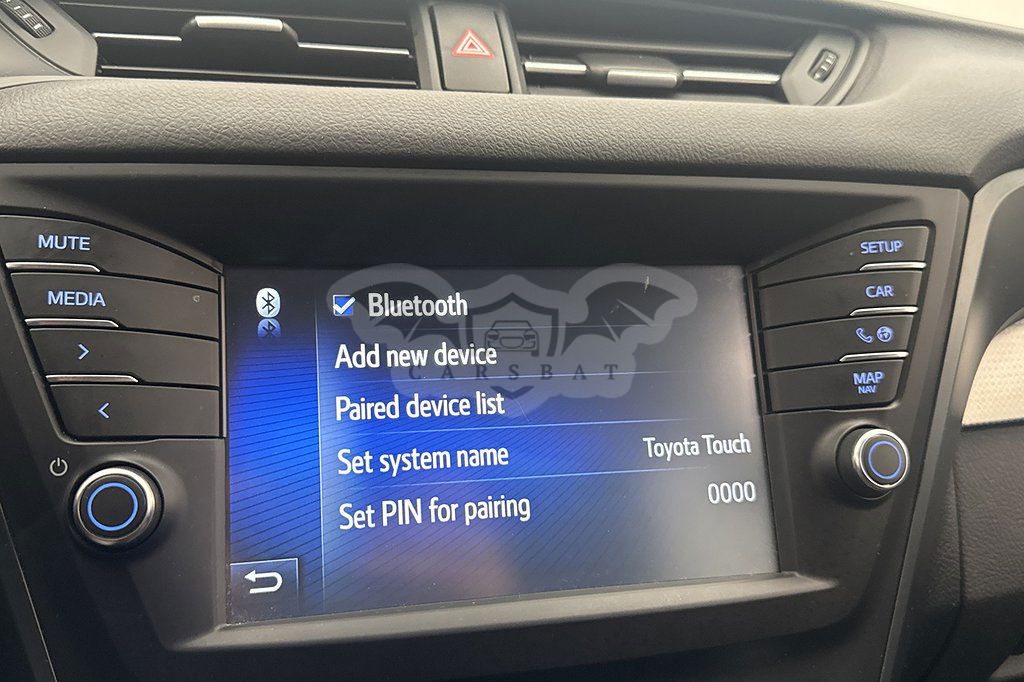 MUTE
MEDIA
SETUP
CAR
MAP
NAV
Bluetooth
Add new device
Paired device list
Set system name Toyota Touch
Set PIN for pairing 0000
CARSBAT